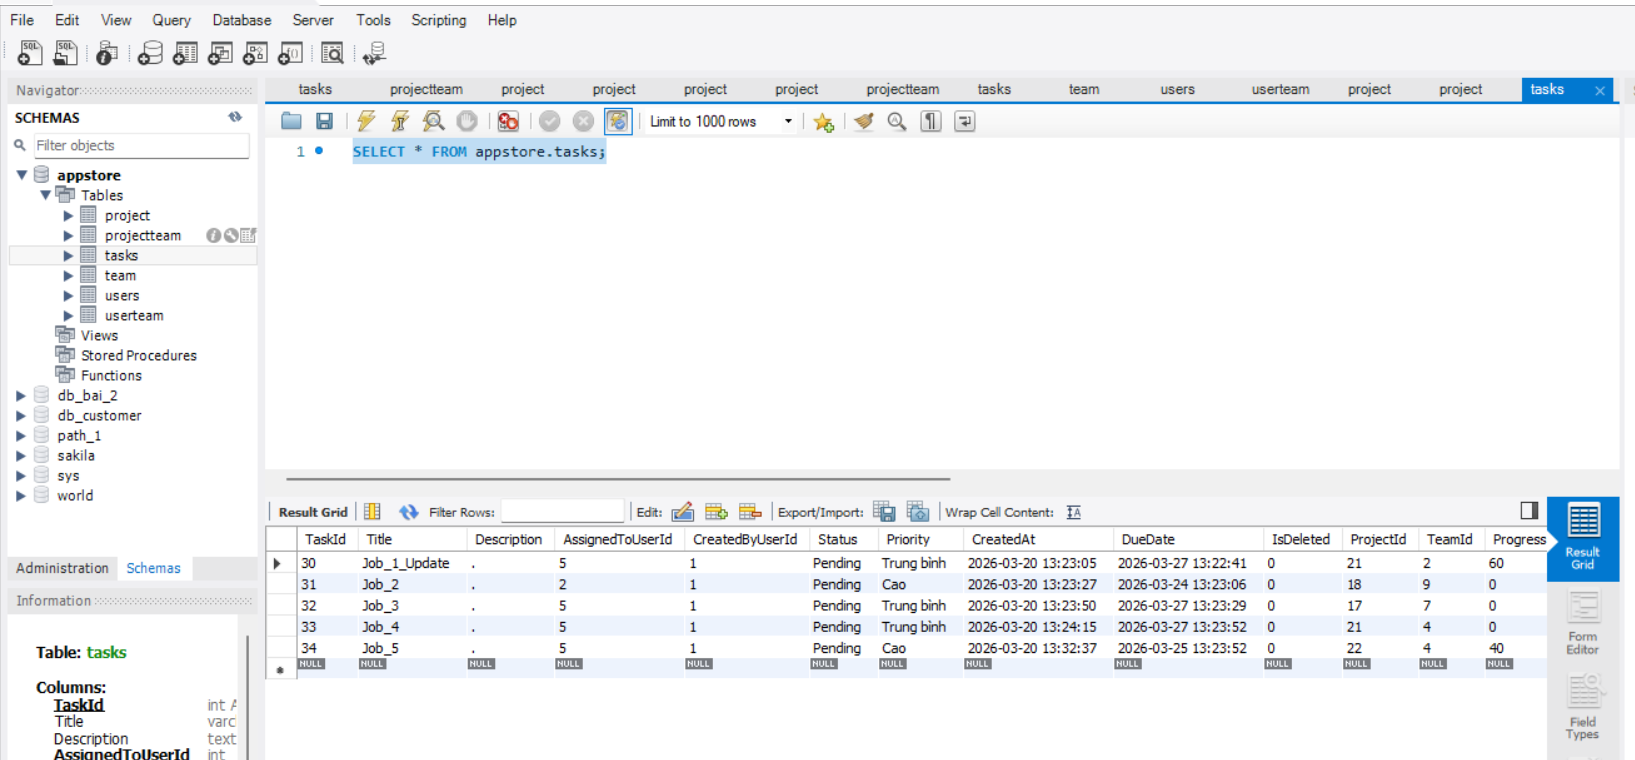 File Edit View Query Database Server Tools Scripting Help
Navigator
SCHEMAS
Filter objects
appstore
Tables
project
projectteam
tasks
team
users
userteam
Views
Stored Procedures
Functions
db_bai_2
db_customer
path_1
sakila
sys
world
Administration Schemas
Information
Table: tasks
Columns:
TaskId int A
Title varc
Description text
AssignedToUserId int
tasks projectteam project project project project projectteam tasks team users userteam project project tasks
Limit to 1000 rows
1 SELECT * FROM appstore.tasks;
Result Grid Filter Rows: Edit: Export/Import: Wrap Cell Content:
TaskId Title Description AssignedToUserId CreatedByUserId Status Priority CreatedAt DueDate IsDeleted ProjectId TeamId Progress
30 Job_1_Update . 5 1 Pending Trung bình 2026-03-20 13:23:05 2026-03-27 13:22:41 0 21 2 60
31 Job_2 . 2 1 Pending Cao 2026-03-20 13:23:27 2026-03-24 13:23:06 0 18 9 0
32 Job_3 . 5 1 Pending Trung bình 2026-03-20 13:23:50 2026-03-27 13:23:29 0 17 7 0
33 Job_4 . 5 1 Pending Trung bình 2026-03-20 13:24:15 2026-03-27 13:23:52 0 21 4 0
34 Job_5 . 5 1 Pending Cao 2026-03-20 13:32:37 2026-03-25 13:23:52 0 22 4 40
NULL NULL NULL NULL NULL NULL NULL NULL NULL NULL NULL NULL NULL
Result
Grid
Form
Editor
Field
Types